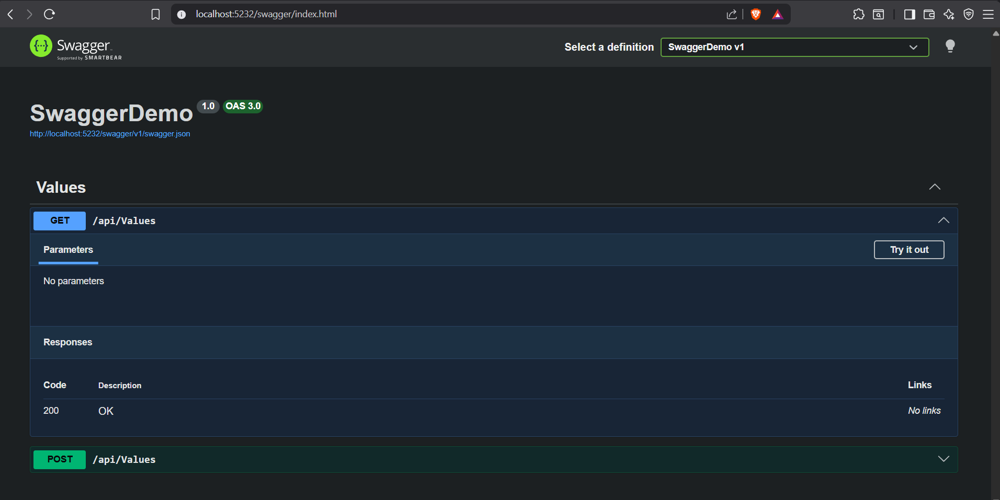 localhost:5232/swagger/index.html
Swagger
Supported by SMARTBEAR
Select a definition
SwaggerDemo v1
SwaggerDemo 1.0 OAS 3.0
http://localhost:5232/swagger/v1/swagger.json
Values
GET /api/Values
Parameters
Try it out
No parameters
Responses
Code Description Links
200 OK No links
POST /api/Values